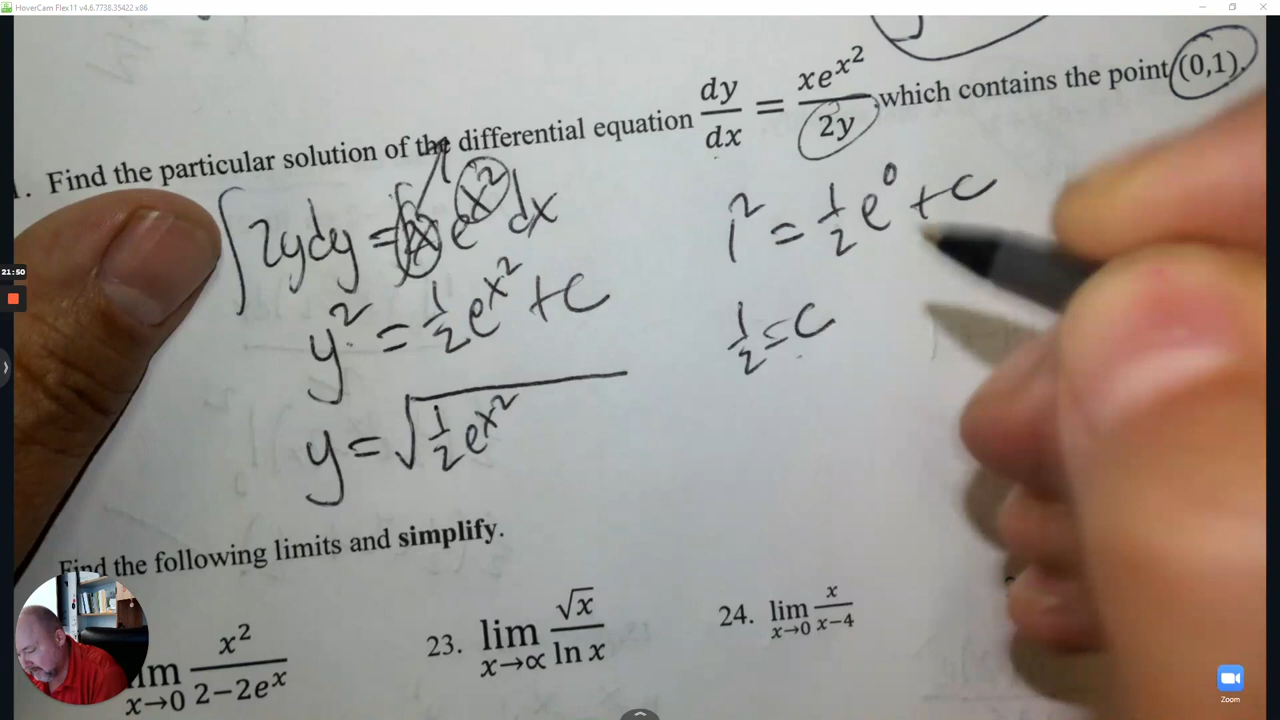 HoverCam Flex11 v4.6.7738.35422 x86
1. Find the particular solution of the differential equation dy/dx = xe^{x^2}/2y which contains the point (0,1).
∫2ydy = ∫x e^{x^2} dx
1^2 = 1/2 e^0 + C
y^2 = 1/2 e^{x^2} + C
1/2 = C
y = √(1/2 e^{x^2})
21:50
Find the following limits and simplify.
lim x→0 x^2/(2−2e^x)
23. lim x→∝ √x/ln x
24. lim x→0 x/(x−4)
Zoom